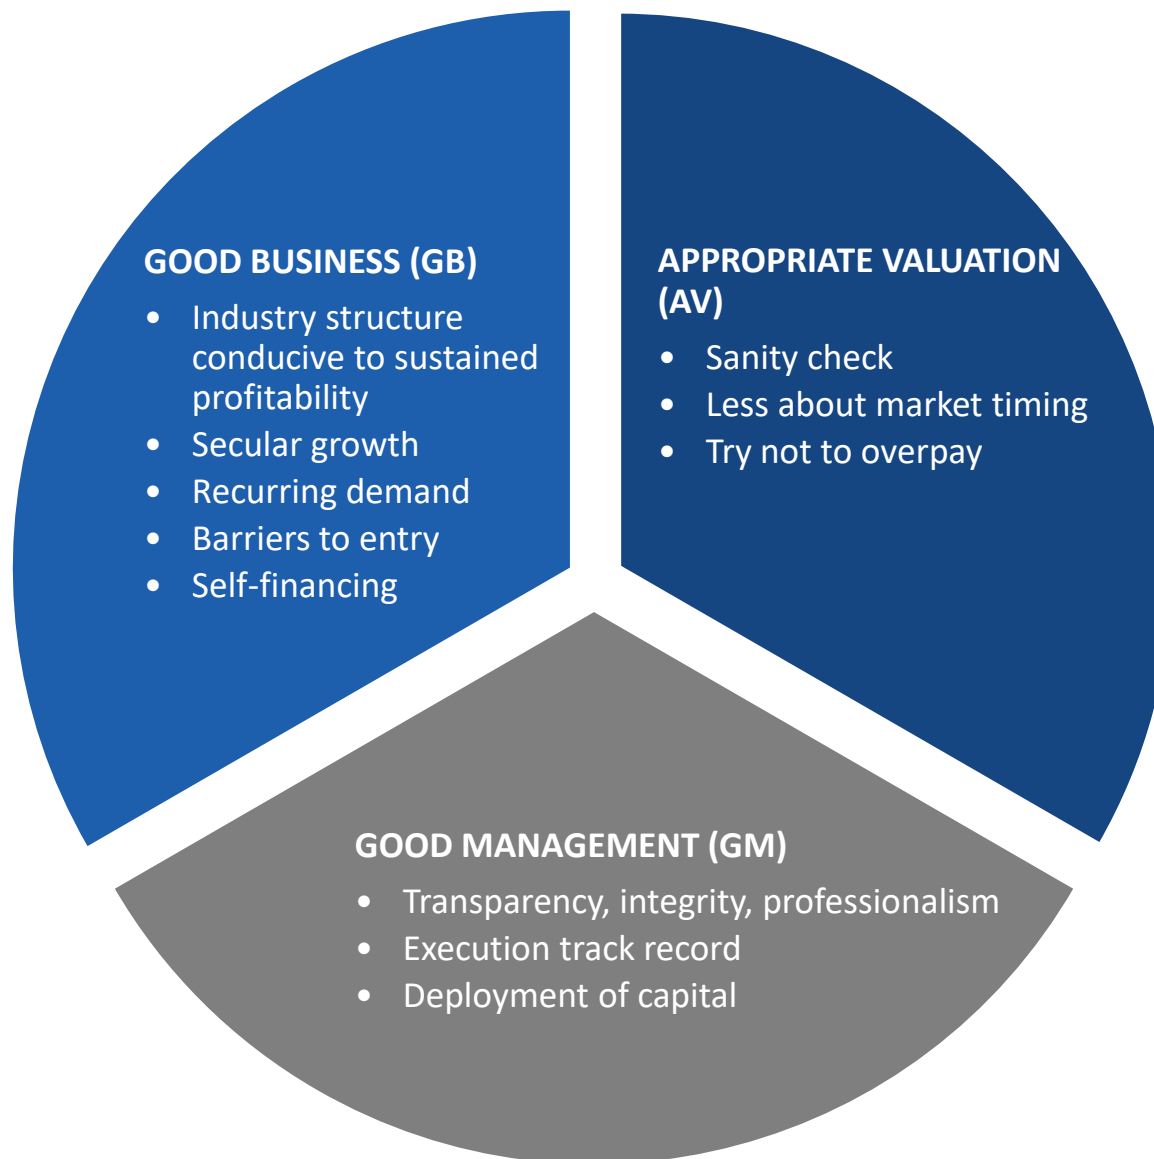 GOOD BUSINESS (GB)
• Industry structure
conducive to sustained
profitability
• Secular growth
• Recurring demand
• Barriers to entry
• Self-financing
APPROPRIATE VALUATION
(AV)
• Sanity check
• Less about market timing
• Try not to overpay
GOOD MANAGEMENT (GM)
• Transparency, integrity, professionalism
• Execution track record
• Deployment of capital